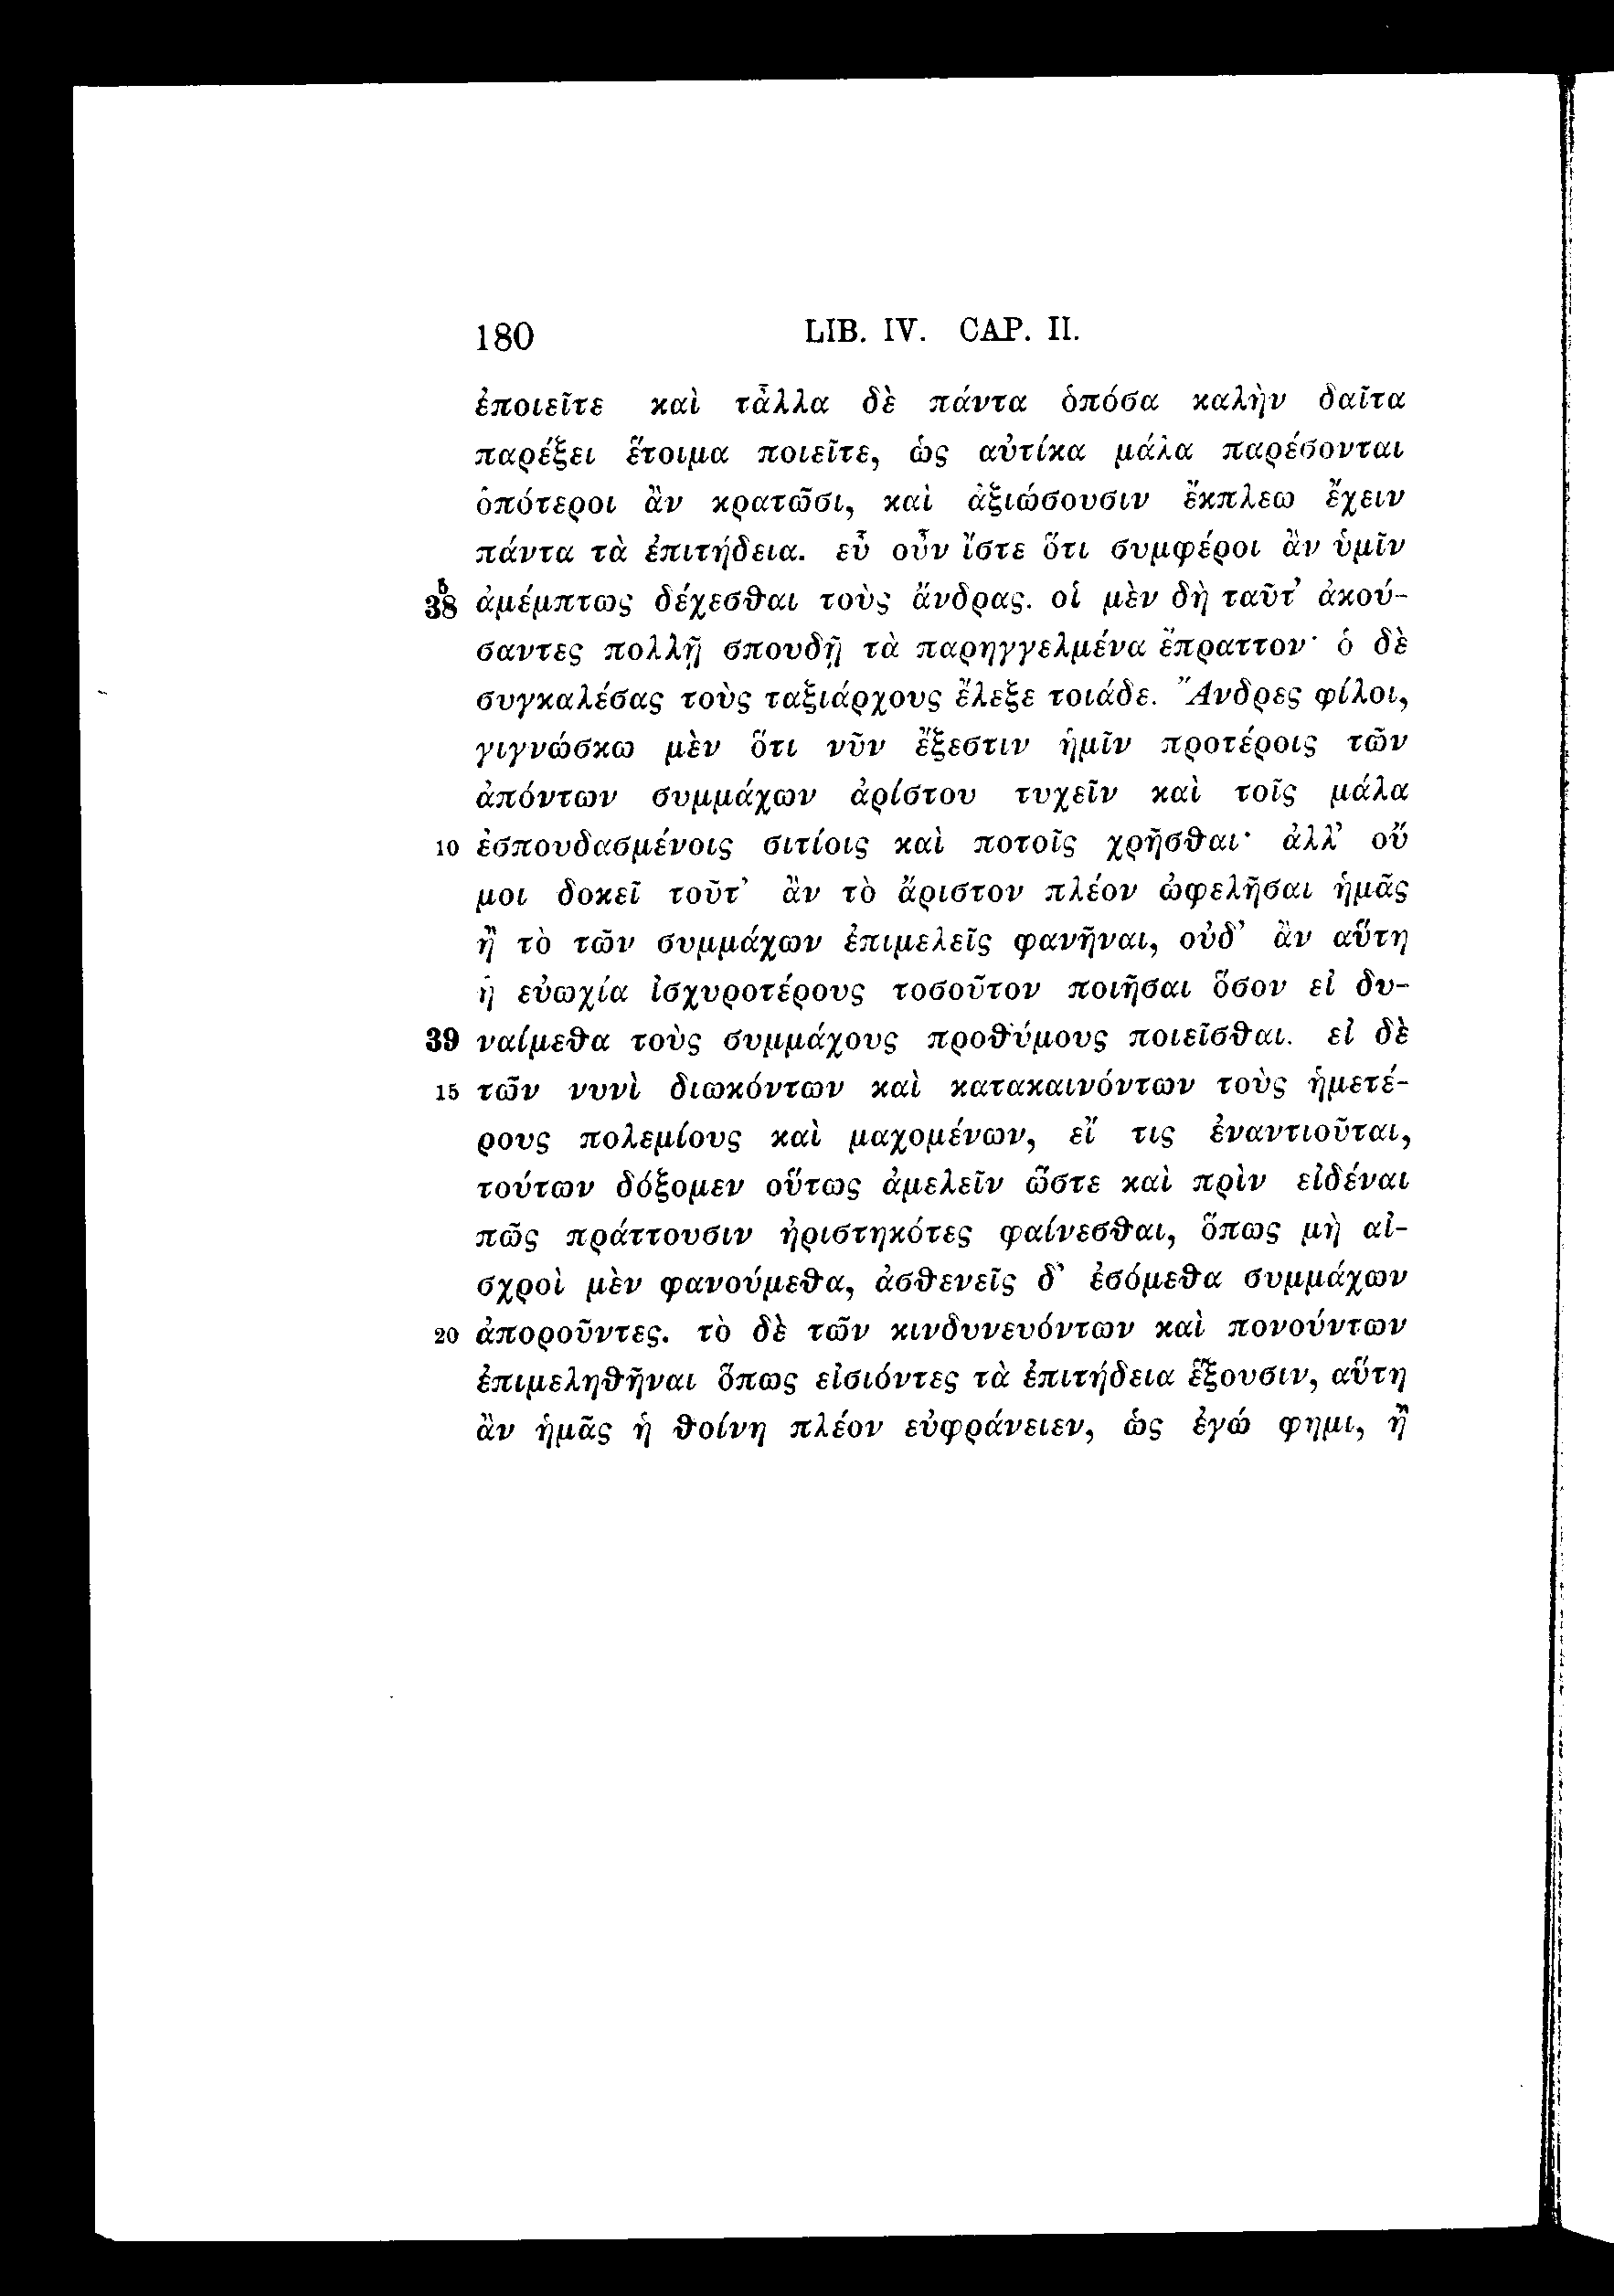 180 LIB. IV. CAP. II.
ἐποιεῖτε καὶ τἆλλα δὲ πάντα ὁπόσα καλὴν δαῖτα
παρέξει ἕτοιμα ποιεῖτε, ὡς αὐτίκα μάλα παρέσονται
ὁπότεροι ἂν κρατῶσι, καὶ ἀξιώσουσιν ἔκπλεω ἔχειν
πάντα τὰ ἐπιτήδεια. εὖ οὖν ἴστε ὅτι συμφέροι ἂν ὑμῖν
5
38 ἀμέμπτως δέχεσθαι τοὺς ἄνδρας. οἱ μὲν δὴ ταῦτ’ ἀκού-
σαντες πολλῇ σπουδῇ τὰ παρηγγελμένα ἔπραττον· ὁ δὲ
συγκαλέσας τοὺς ταξιάρχους ἔλεξε τοιάδε. Ἄνδρες φίλοι,
γιγνώσκω μὲν ὅτι νῦν ἔξεστιν ἡμῖν προτέροις τῶν
ἀπόντων συμμάχων ἀρίστου τυχεῖν καὶ τοῖς μάλα
10 ἐσπουδασμένοις σιτίοις καὶ ποτοῖς χρῆσθαι· ἀλλ’ οὔ
μοι δοκεῖ τοῦτ’ ἂν τὸ ἄριστον πλέον ὠφελῆσαι ἡμᾶς
ἢ τὸ τῶν συμμάχων ἐπιμελεῖς φανῆναι, οὐδ’ ἂν αὕτη
ἡ εὐωχία ἰσχυροτέρους τοσοῦτον ποιῆσαι ὅσον εἰ δυ-
39 ναίμεθα τοὺς συμμάχους προθύμους ποιεῖσθαι. εἰ δὲ
15 τῶν νυνὶ διωκόντων καὶ κατακαινόντων τοὺς ἡμετέ-
ρους πολεμίους καὶ μαχομένων, εἴ τις ἐναντιοῦται,
τούτων δόξομεν οὕτως ἀμελεῖν ὥστε καὶ πρὶν εἰδέναι
πῶς πράττουσιν ἠριστηκότες φαίνεσθαι, ὅπως μὴ αἰ-
σχροὶ μὲν φανούμεθα, ἀσθενεῖς δ’ ἐσόμεθα συμμάχων
20 ἀποροῦντες. τὸ δὲ τῶν κινδυνευόντων καὶ πονούντων
ἐπιμεληθῆναι ὅπως εἰσιόντες τὰ ἐπιτήδεια ἕξουσιν, αὕτη
ἂν ἡμᾶς ἡ θοίνη πλέον εὐφράνειεν, ὡς ἐγώ φημι, ἢ